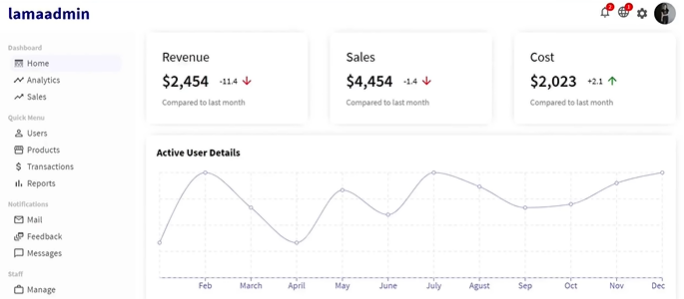 lamaadmin
2
1
Dashboard
Home
Analytics
Sales
Quick Menu
Users
Products
Transactions
Reports
Notifications
Mail
Feedback
Messages
Staff
Manage
Revenue
$2,454 -11.4
Compared to last month
Sales
$4,454 -1.4
Compared to last month
Cost
$2,023 +2.1
Compared to last month
Active User Details
Feb March April May June July August Sep Oct Nov Dec